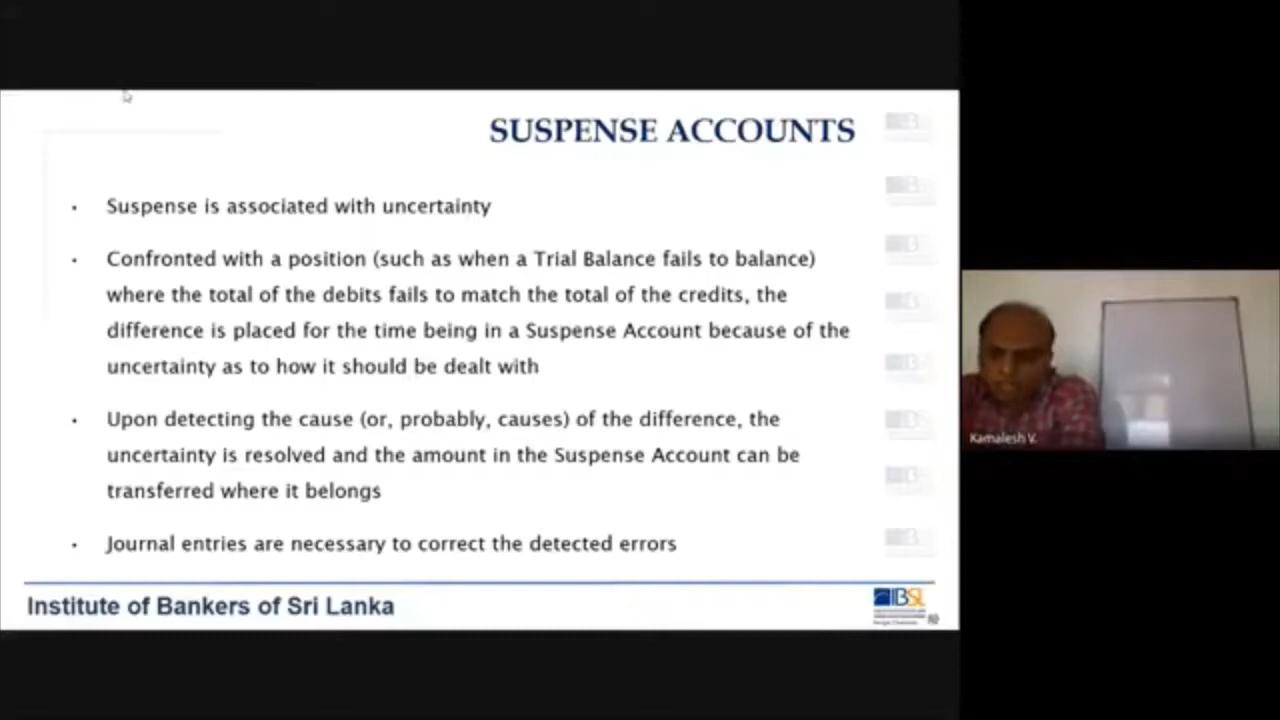 SUSPENSE ACCOUNTS
• Suspense is associated with uncertainty
• Confronted with a position (such as when a Trial Balance fails to balance)
where the total of the debits fails to match the total of the credits, the
difference is placed for the time being in a Suspense Account because of the
uncertainty as to how it should be dealt with
• Upon detecting the cause (or, probably, causes) of the difference, the
uncertainty is resolved and the amount in the Suspense Account can be
transferred where it belongs
• Journal entries are necessary to correct the detected errors
Institute of Bankers of Sri Lanka
IBSL
Kamalesh V.